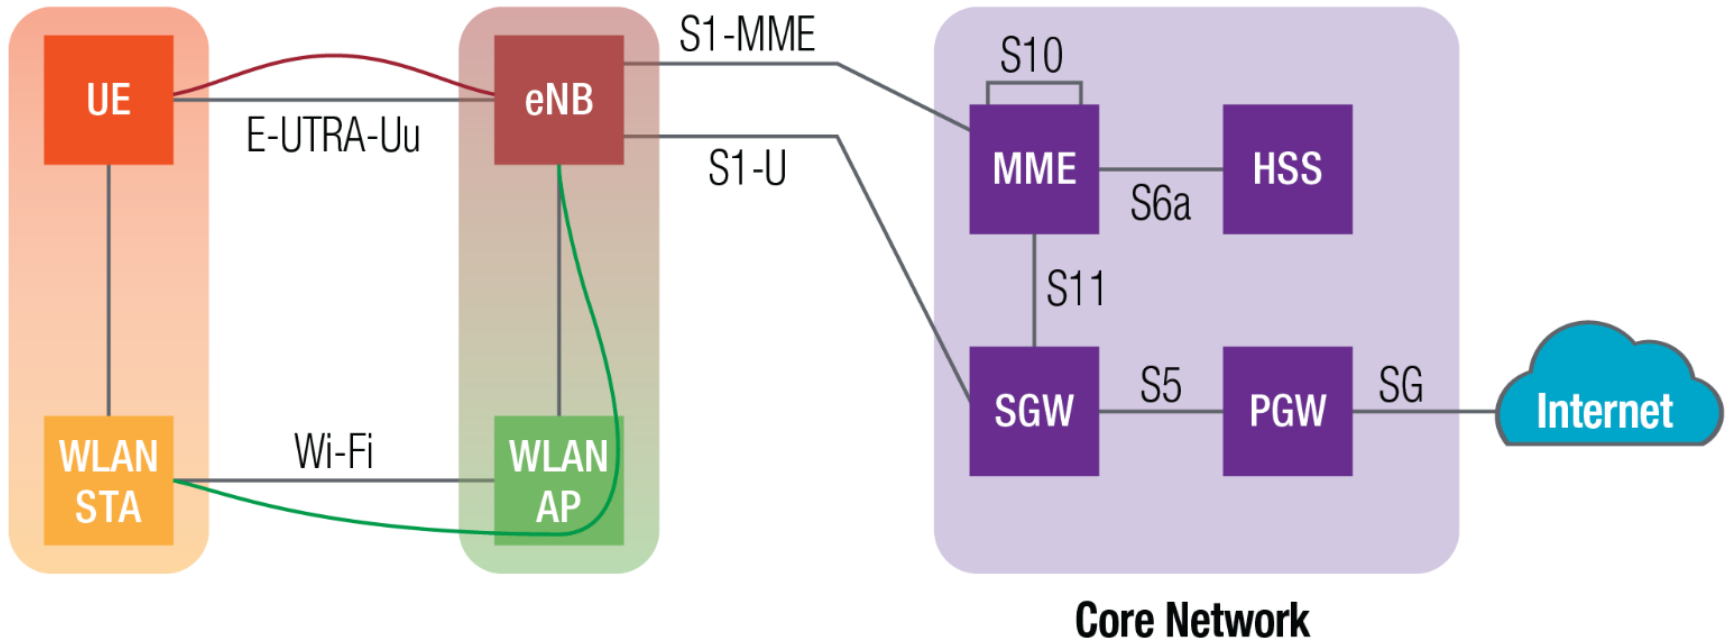 UE
E-UTRA-Uu
eNB
S1-MME
S1-U
S10
MME
S6a
HSS
S11
WLAN
STA
Wi-Fi
WLAN
AP
SGW
S5
PGW
SG
Internet
Core Network